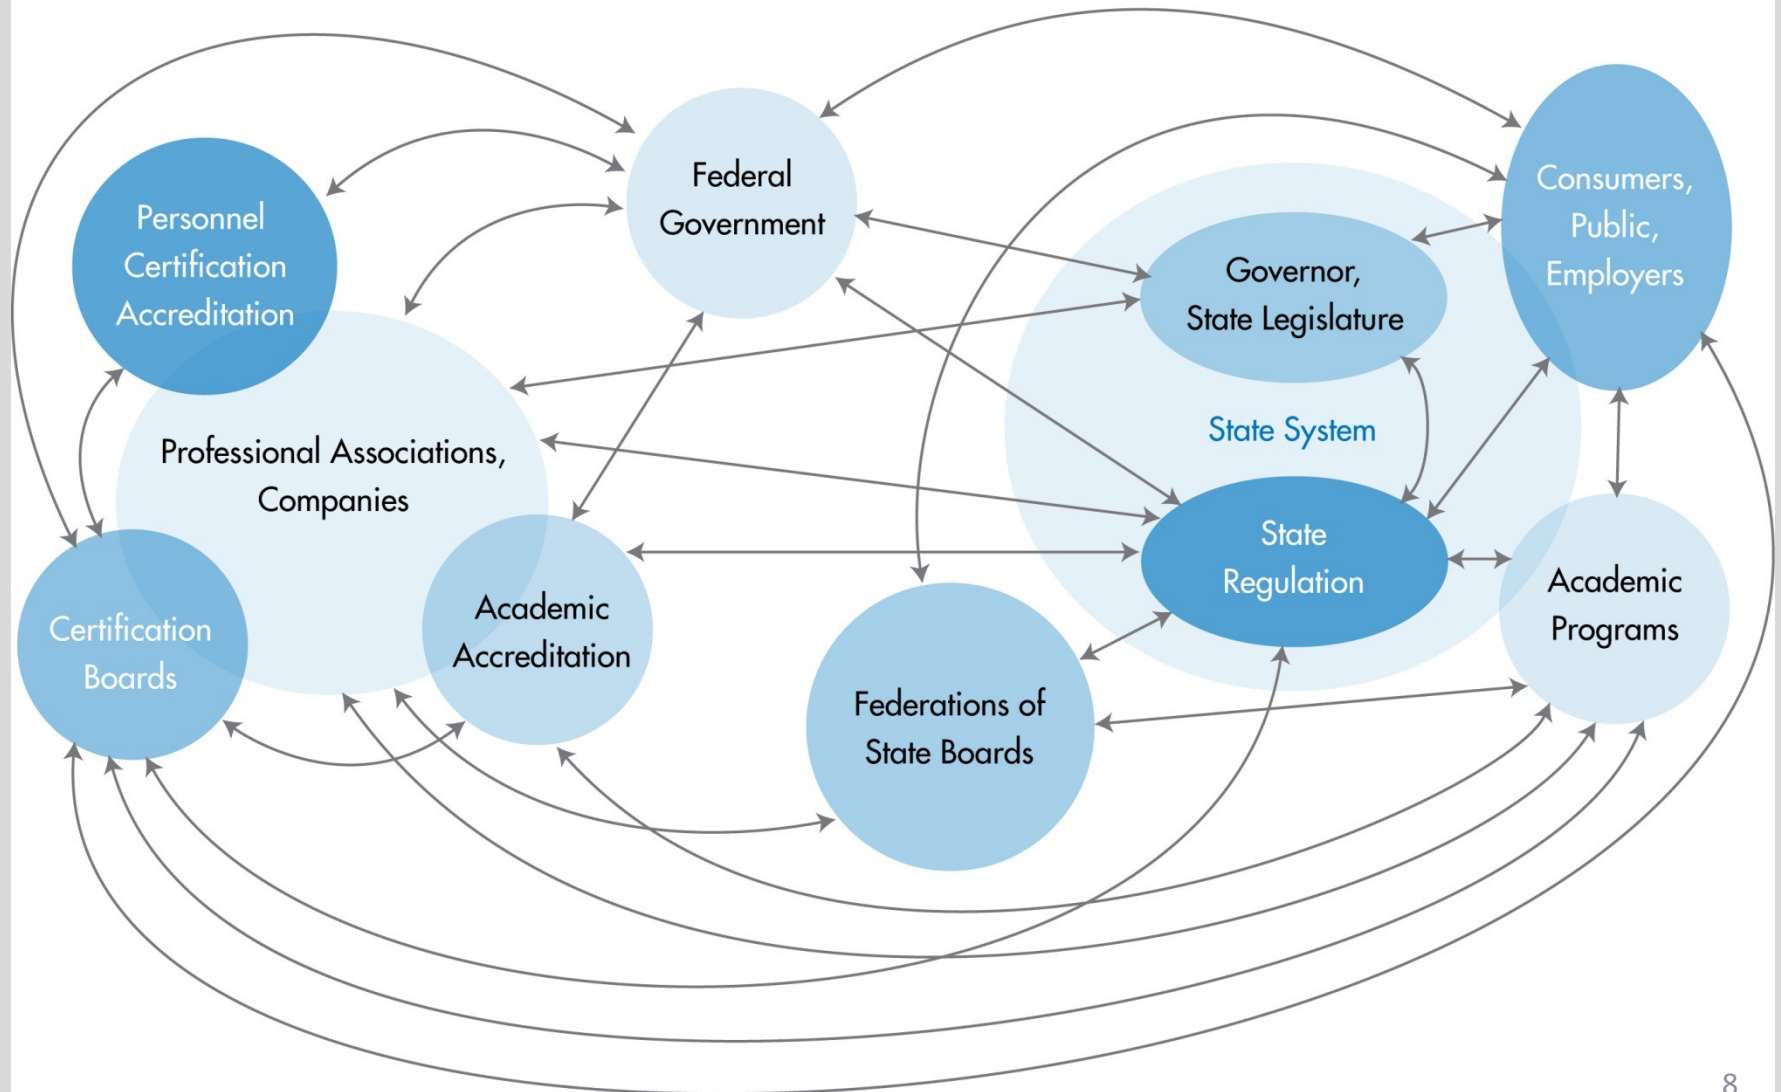 Federal
Government
Consumers,
Public,
Employers
Personnel
Certification
Accreditation
Governor,
State Legislature
State System
Professional Associations,
Companies
State
Regulation
Academic
Programs
Academic
Accreditation
Certification
Boards
Federations of
State Boards
8